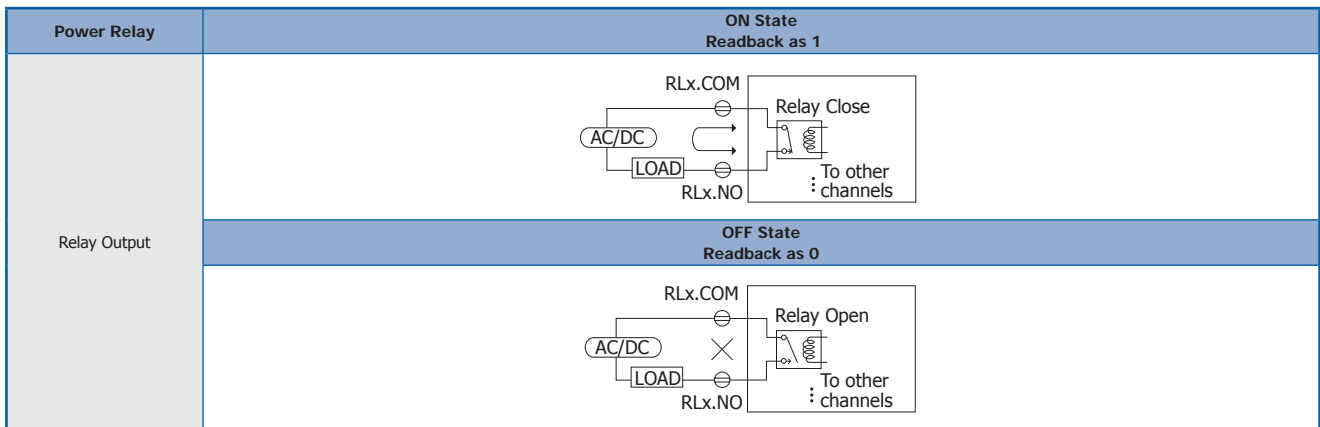 Power Relay
ON State
Readback as 1
Relay Output
RLx.COM
Relay Close
AC/DC
LOAD
To other
channels
RLx.NO
OFF State
Readback as 0
RLx.COM
Relay Open
AC/DC
LOAD
To other
channels
RLx.NO